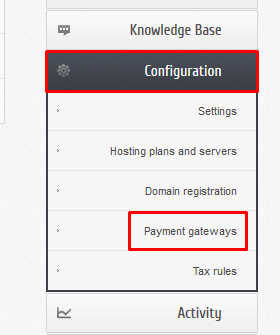 Knowledge Base
Configuration
Settings
Hosting plans and servers
Domain registration
Payment gateways
Tax rules
Activity